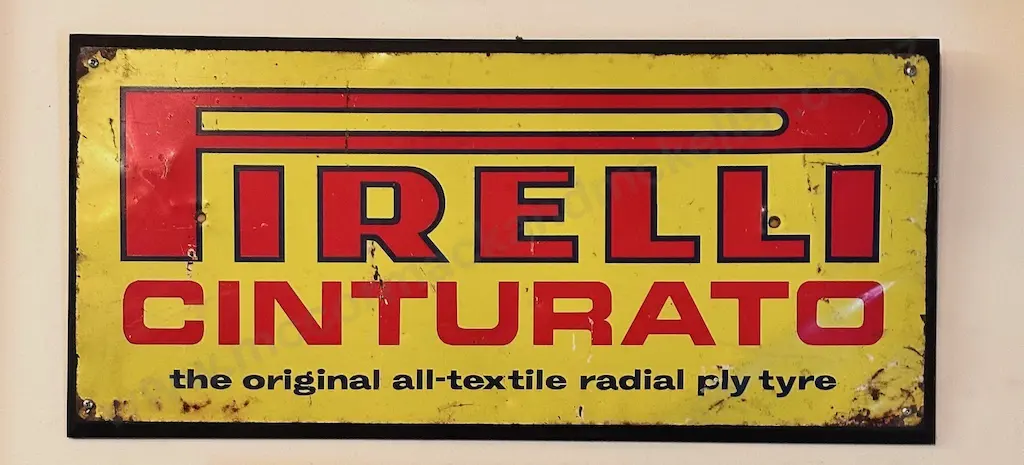 PIRELLI
CINTURATO
the original all-textile radial ply tyre